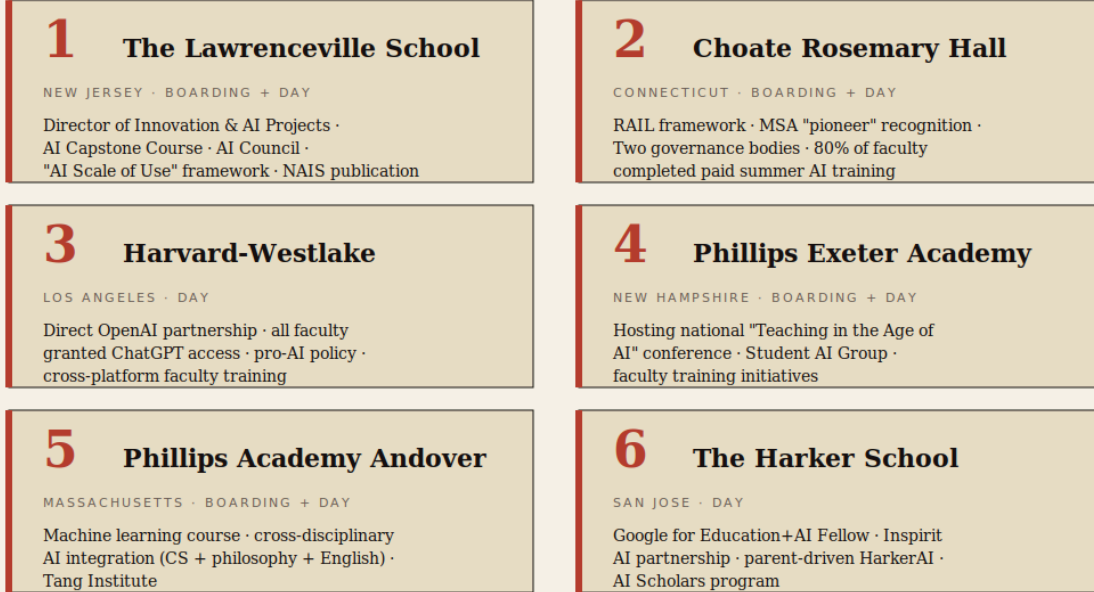 1 The Lawrenceville School
NEW JERSEY · BOARDING + DAY
Director of Innovation & AI Projects ·
AI Capstone Course · AI Council ·
"AI Scale of Use" framework · NAIS publication
2 Choate Rosemary Hall
CONNECTICUT · BOARDING + DAY
RAIL framework · MSA "pioneer" recognition ·
Two governance bodies · 80% of faculty
completed paid summer AI training
3 Harvard-Westlake
LOS ANGELES · DAY
Direct OpenAI partnership · all faculty
granted ChatGPT access · pro-AI policy ·
cross-platform faculty training
4 Phillips Exeter Academy
NEW HAMPSHIRE · BOARDING + DAY
Hosting national "Teaching in the Age of
AI" conference · Student AI Group ·
faculty training initiatives
5 Phillips Academy Andover
MASSACHUSETTS · BOARDING + DAY
Machine learning course · cross-disciplinary
AI integration (CS + philosophy + English) ·
Tang Institute
6 The Harker School
SAN JOSE · DAY
Google for Education+AI Fellow · Inspirit
AI partnership · parent-driven HarkerAI ·
AI Scholars program